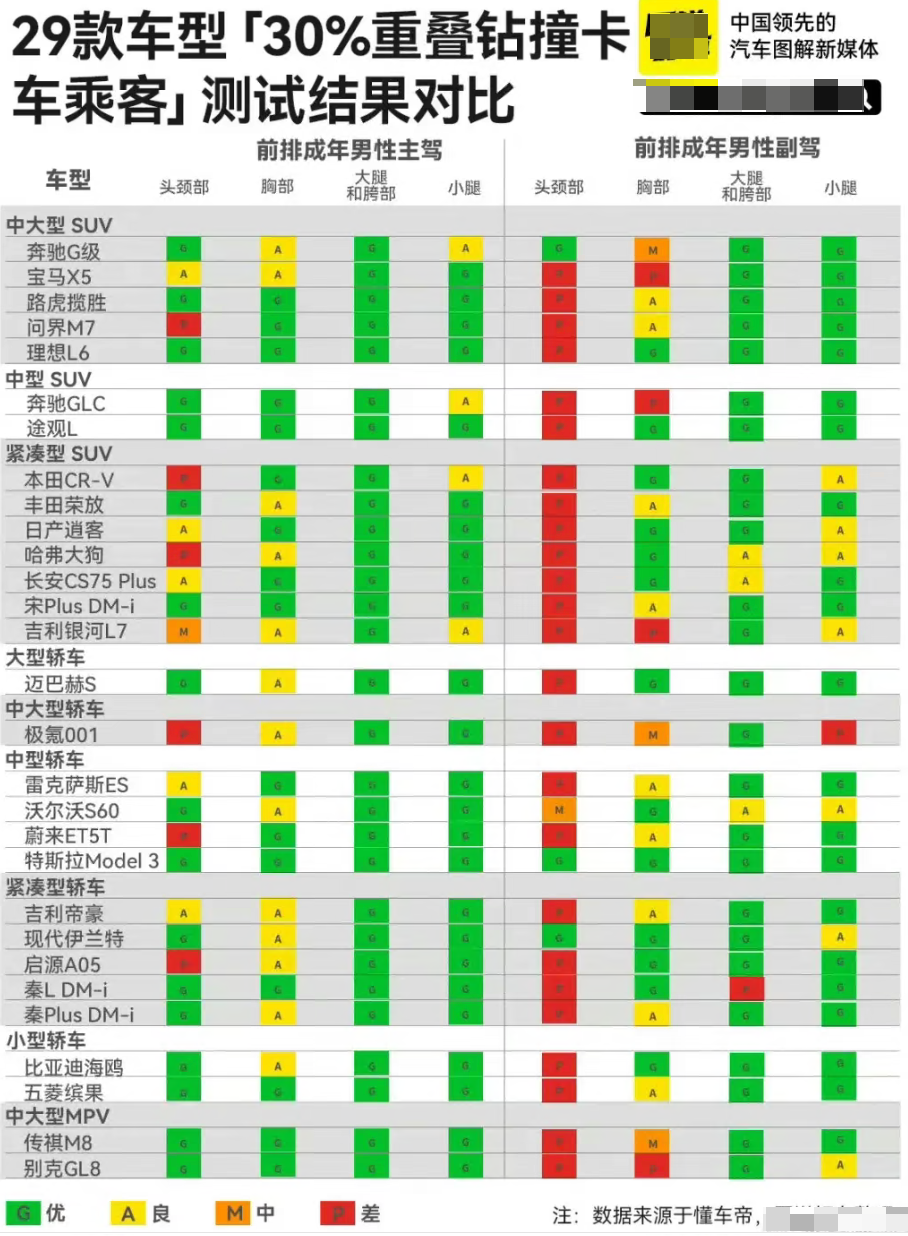 29款车型「30%重叠钻撞卡
车乘客」测试结果对比
中国领先的
汽车图解新媒体
前排成年男性主驾 前排成年男性副驾
车型 头颈部 胸部 大腿和胯部 小腿 头颈部 胸部 大腿和胯部 小腿
中大型 SUV
奔驰G级 G A G A G M G G
宝马X5 A A G G P P G G
路虎揽胜 G G G G P A G G
问界M7 P G G G P A G G
理想L6 G G G G P G G G
中型 SUV
奔驰GLC G G G A P P G G
途观L G G G G P G G G
紧凑型 SUV
本田CR-V P G G A P G G A
丰田荣放 G A G G P A G G
日产逍客 A G G G P G G A
哈弗大狗 P A G G P G A A
长安CS75 Plus A G G G P G A G
宋Plus DM-i G G G G P A G G
吉利银河L7 M A G A P P G A
大型轿车
迈巴赫S G A G G P G G G
中大型轿车
极氪001 P A G G P M G P
中型轿车
雷克萨斯ES A G G G P A G G
沃尔沃S60 G A G G M G A A
蔚来ET5T P G G G P A G G
特斯拉Model 3 G G G G G G G G
紧凑型轿车
吉利帝豪 A A G G P A G G
现代伊兰特 G A G G G G G A
启源A05 P A G G P G G G
秦L DM-i G G G G P G P G
秦Plus DM-i G A G G P A G G
小型轿车
比亚迪海鸥 G A G G P G G G
五菱缤果 G G G G P A G G
中大型MPV
传祺M8 G G G G P M G G
别克GL8 G G G G P P G A
G 优 A 良 M 中 P 差
注：数据来源于懂车帝，